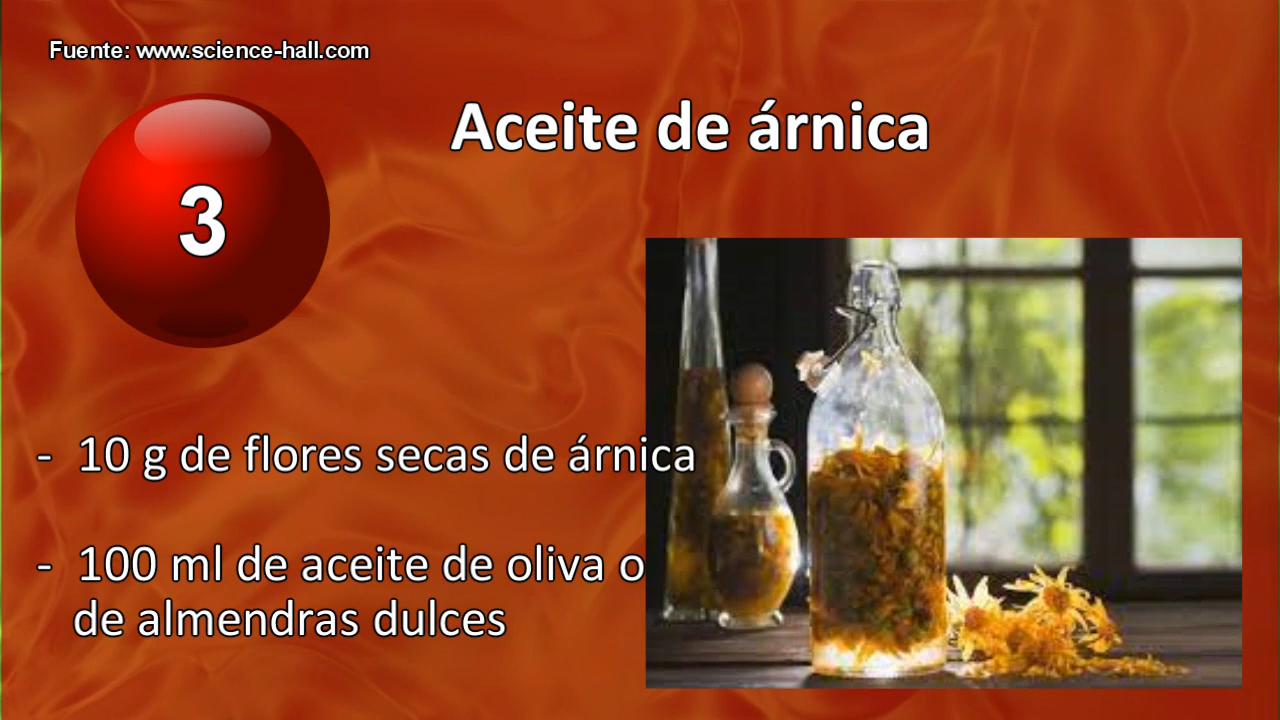 Fuente: www.science-hall.com
Aceite de árnica
3
- 10 g de flores secas de árnica
- 100 ml de aceite de oliva o
de almendras dulces